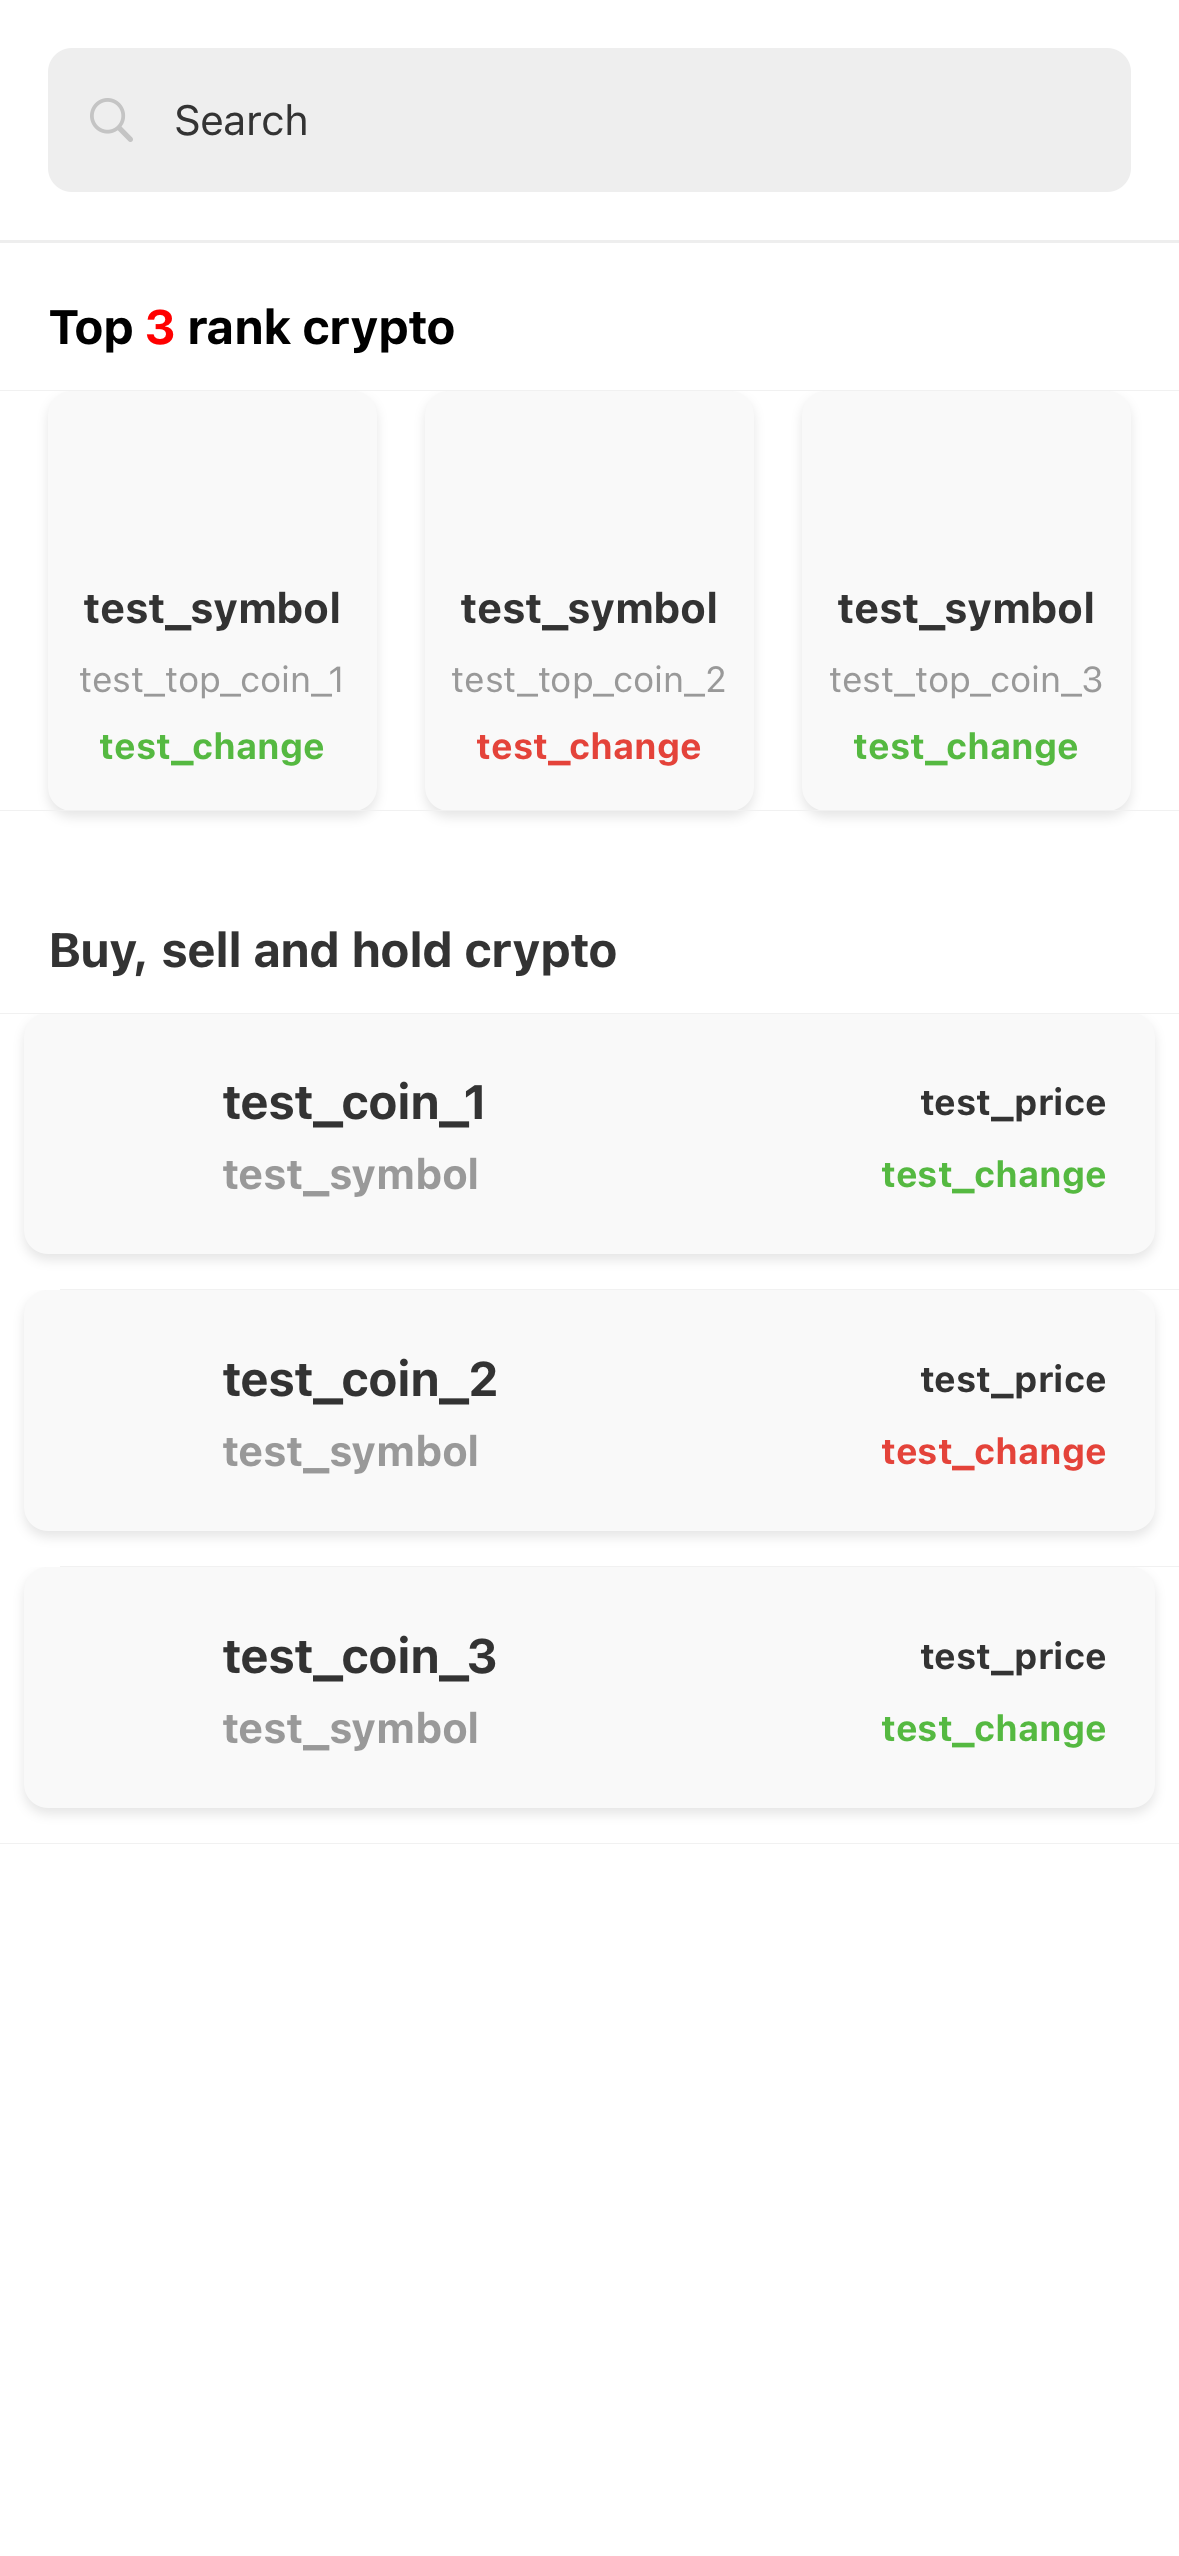 Search
Top 3 rank crypto
test_symbol
test_top_coin_1
test_change
test_symbol
test_top_coin_2
test_change
test_symbol
test_top_coin_3
test_change
Buy, sell and hold crypto
test_coin_1
test_symbol
test_price
test_change
test_coin_2
test_symbol
test_price
test_change
test_coin_3
test_symbol
test_price
test_change